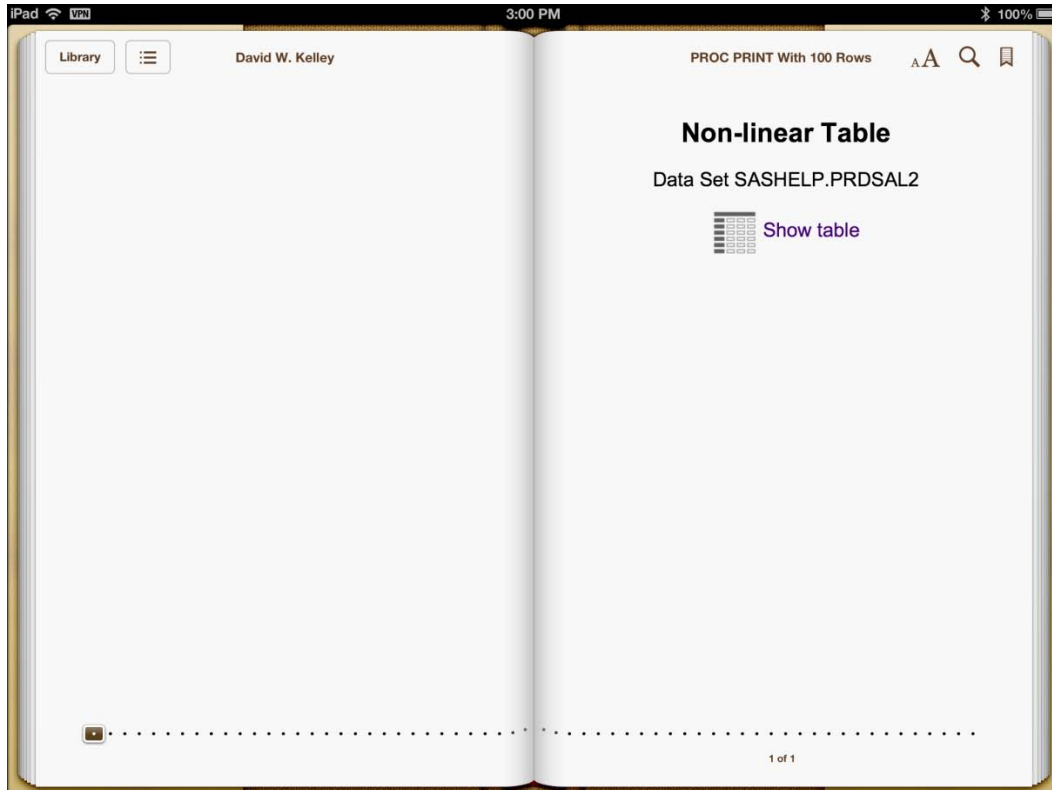 iPad VPN 3:00 PM 100%
Library David W. Kelley PROC PRINT With 100 Rows AA
Non-linear Table
Data Set SASHELP.PRDSAL2
Show table
1 of 1